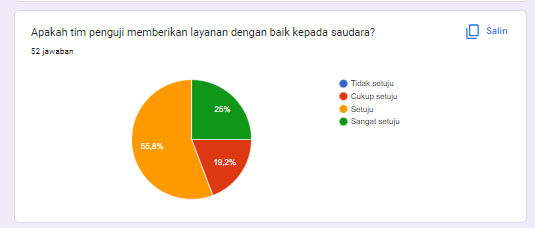 Apakah tim penguji memberikan layanan dengan baik kepada saudara?
Salin
52 jawaban
Tidak setuju
Cukup setuju
Setuju
Sangat setuju
25%
55,8%
19,2%